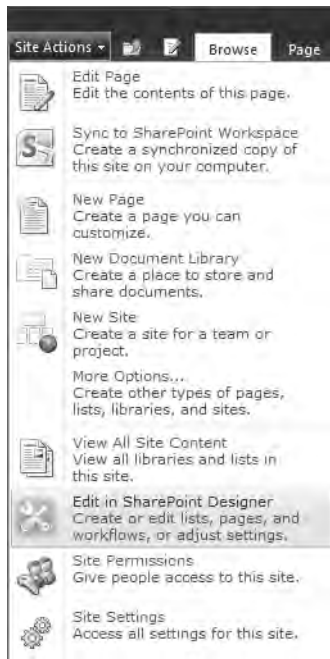 Site Actions Browse Page
Edit Page
Edit the contents of this page.
Sync to SharePoint Workspace
Create a synchronized copy of
this site on your computer.
New Page
Create a page you can
customize.
New Document Library
Create a place to store and
share documents.
New Site
Create a site for a team or
project.
More Options...
Create other types of pages,
lists, libraries, and sites.
View All Site Content
View all libraries and lists in
this site.
Edit in SharePoint Designer
Create or edit lists, pages, and
workflows, or adjust settings.
Site Permissions
Give people access to this site.
Site Settings
Access all settings for this site.